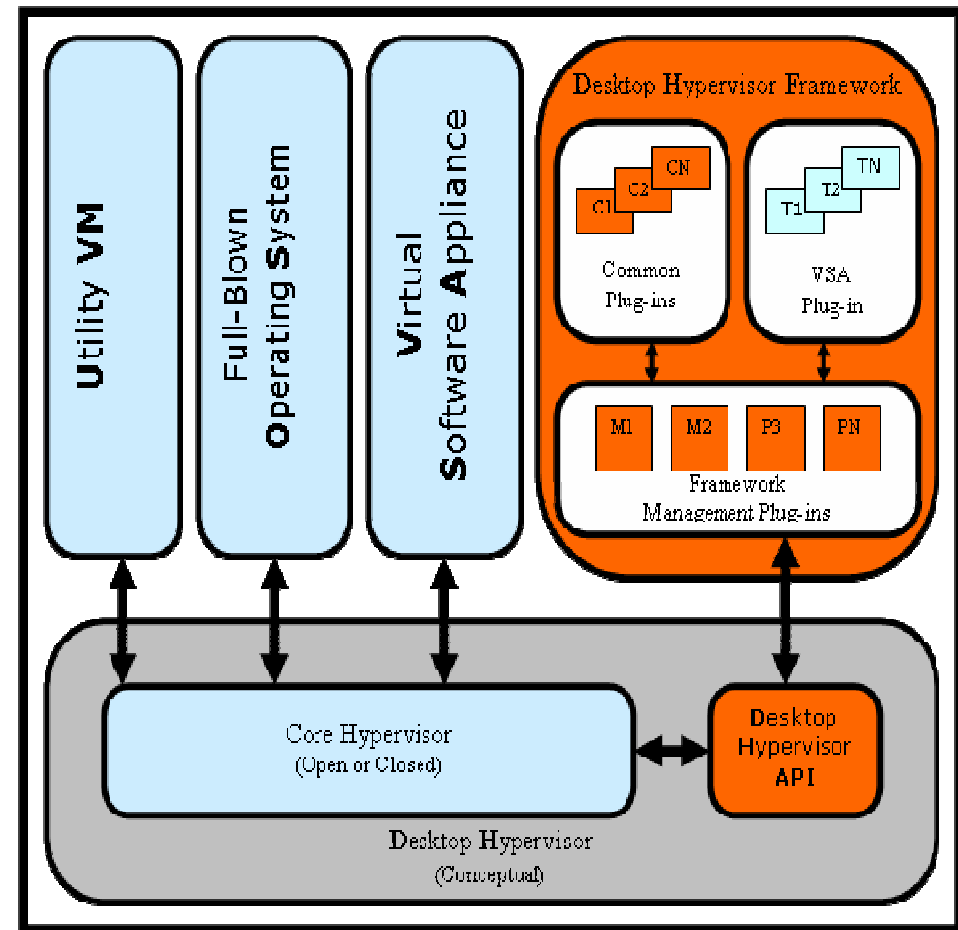 Utility VM
Full-Blown
Operating System
Virtual
Software Appliance
Desktop Hypervisor Framework
C1
C2
CN
Common
Plug-ins
T1
T2
TN
VSA
Plug-in
M1
M2
P3
PN
Framework
Management Plug-ins
Core Hypervisor
(Open or Closed)
Desktop
Hypervisor
API
Desktop Hypervisor
(Conceptual)